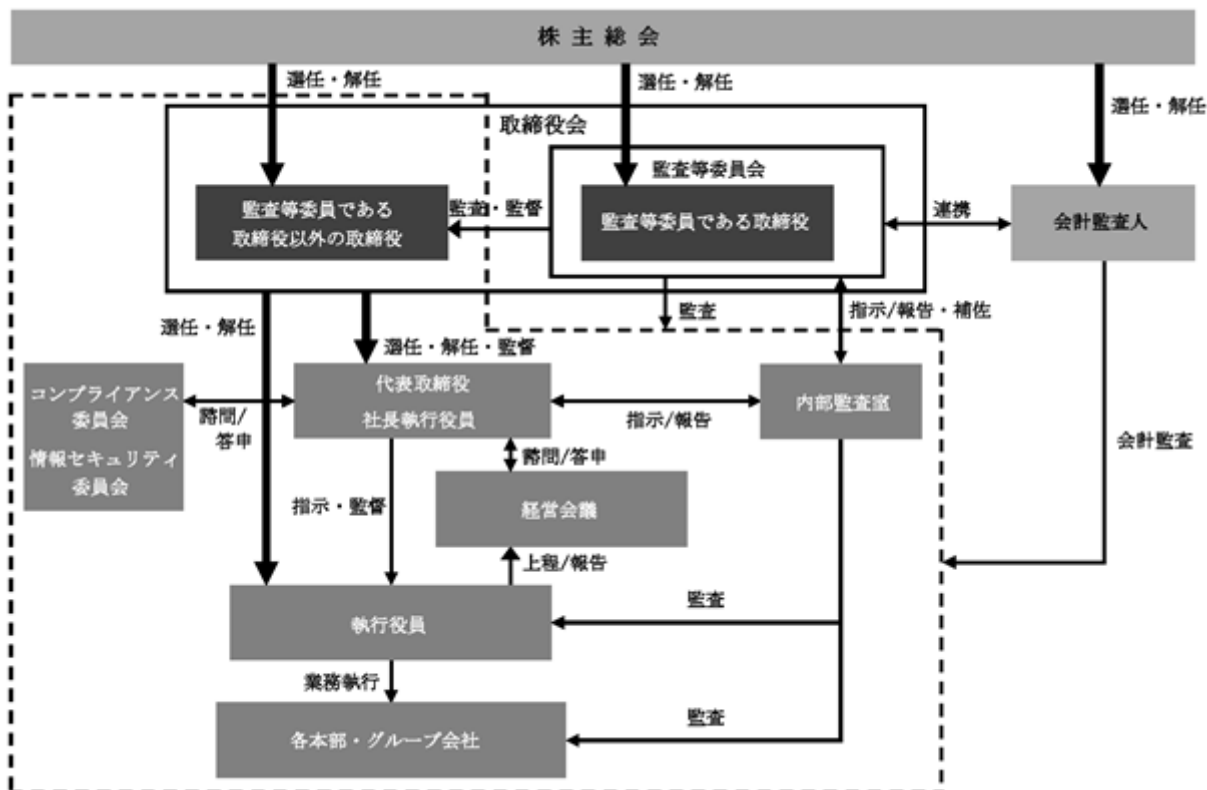 株主総会
選任・解任
選任・解任
選任・解任
取締役会
監査等委員会
監査等委員である
取締役以外の取締役
監査・監督
監査等委員である取締役
連携
会計監査人
監査
指示/報告・補佐
選任・解任
選任・解任・監督
コンプライアンス
委員会
情報セキュリティ
委員会
諮問/
答申
代表取締役
社長執行役員
指示/報告
内部監査室
会計監査
諮問/答申
指示・監督
経営会議
上程/報告
執行役員
監査
業務執行
各本部・グループ会社
監査